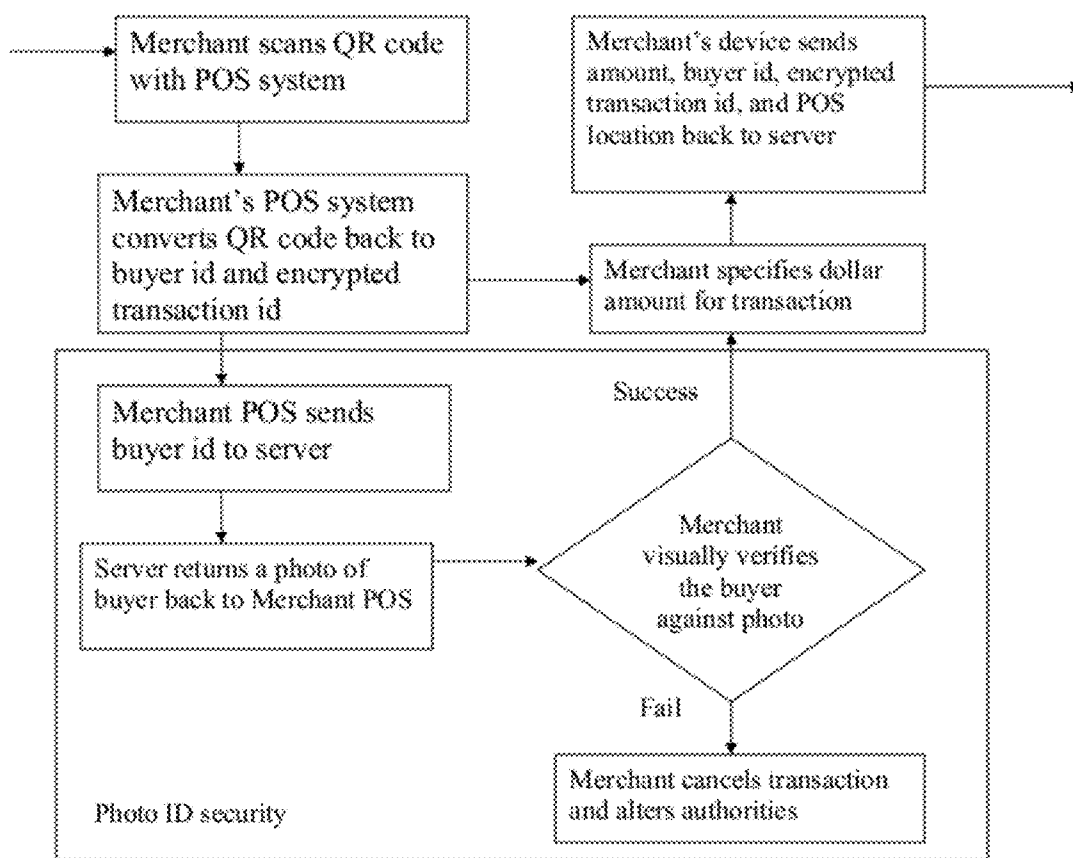 Merchant scans QR code
with POS system
Merchant's POS system
converts QR code back to
buyer id and encrypted
transaction id
Merchant POS sends
buyer id to server
Server returns a photo of
buyer back to Merchant POS
Photo ID security
Merchant's device sends
amount, buyer id, encrypted
transaction id, and POS
location back to server
Merchant specifies dollar
amount for transaction
Success
Merchant
visually verifies
the buyer
against photo
Fail
Merchant cancels transaction
and alters authorities